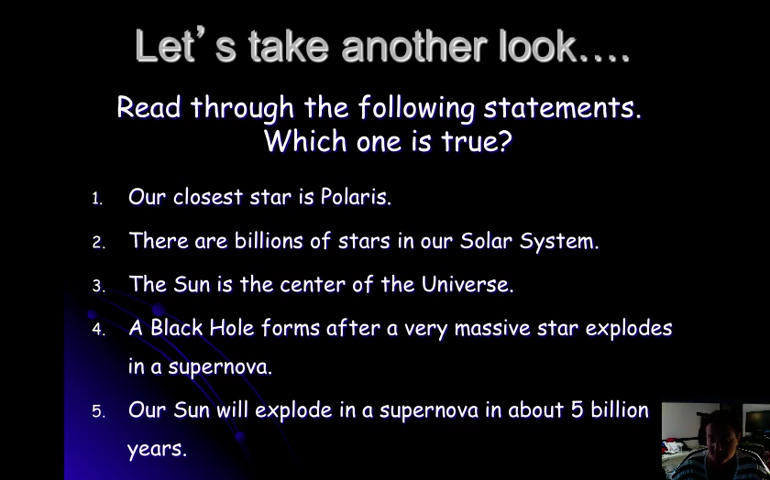 Let's take another look….
Read through the following statements.
Which one is true?
1. Our closest star is Polaris.
2. There are billions of stars in our Solar System.
3. The Sun is the center of the Universe.
4. A Black Hole forms after a very massive star explodes
in a supernova.
5. Our Sun will explode in a supernova in about 5 billion
years.